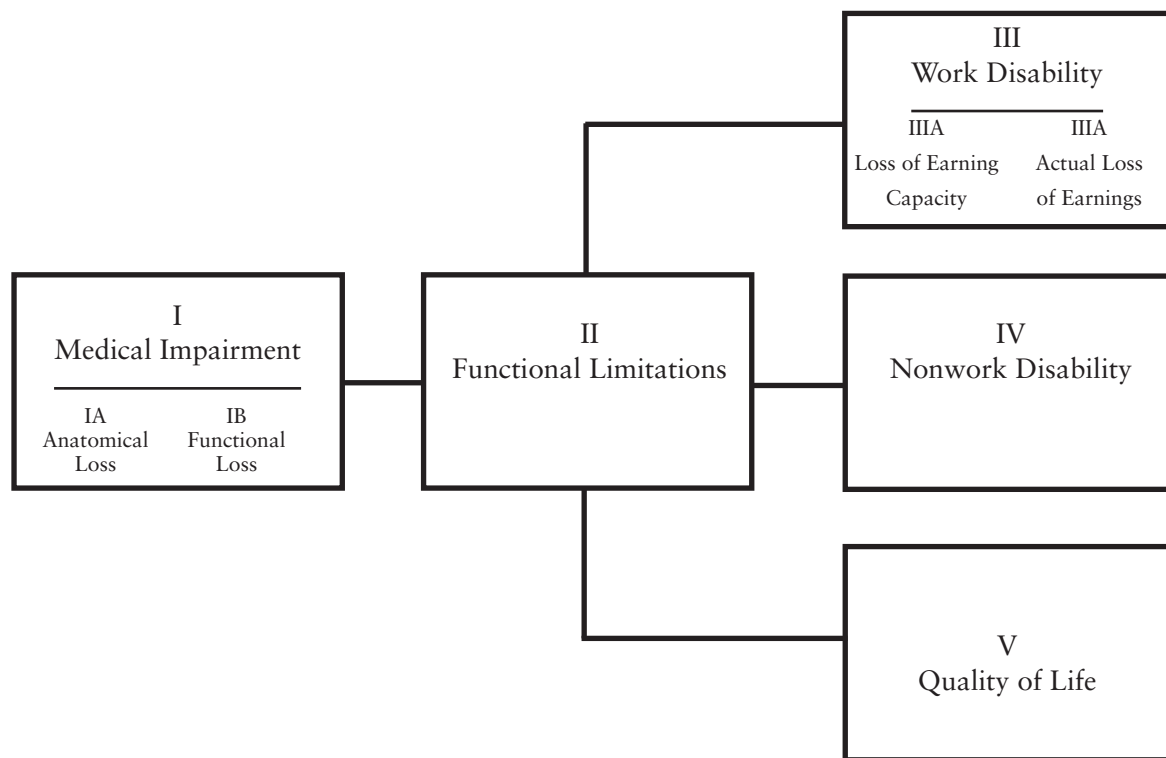 III
Work Disability
IIIA
Loss of Earning
Capacity
IIIA
Actual Loss
of Earnings
I
Medical Impairment
IA
Anatomical
Loss
IB
Functional
Loss
II
Functional Limitations
IV
Nonwork Disability
V
Quality of Life